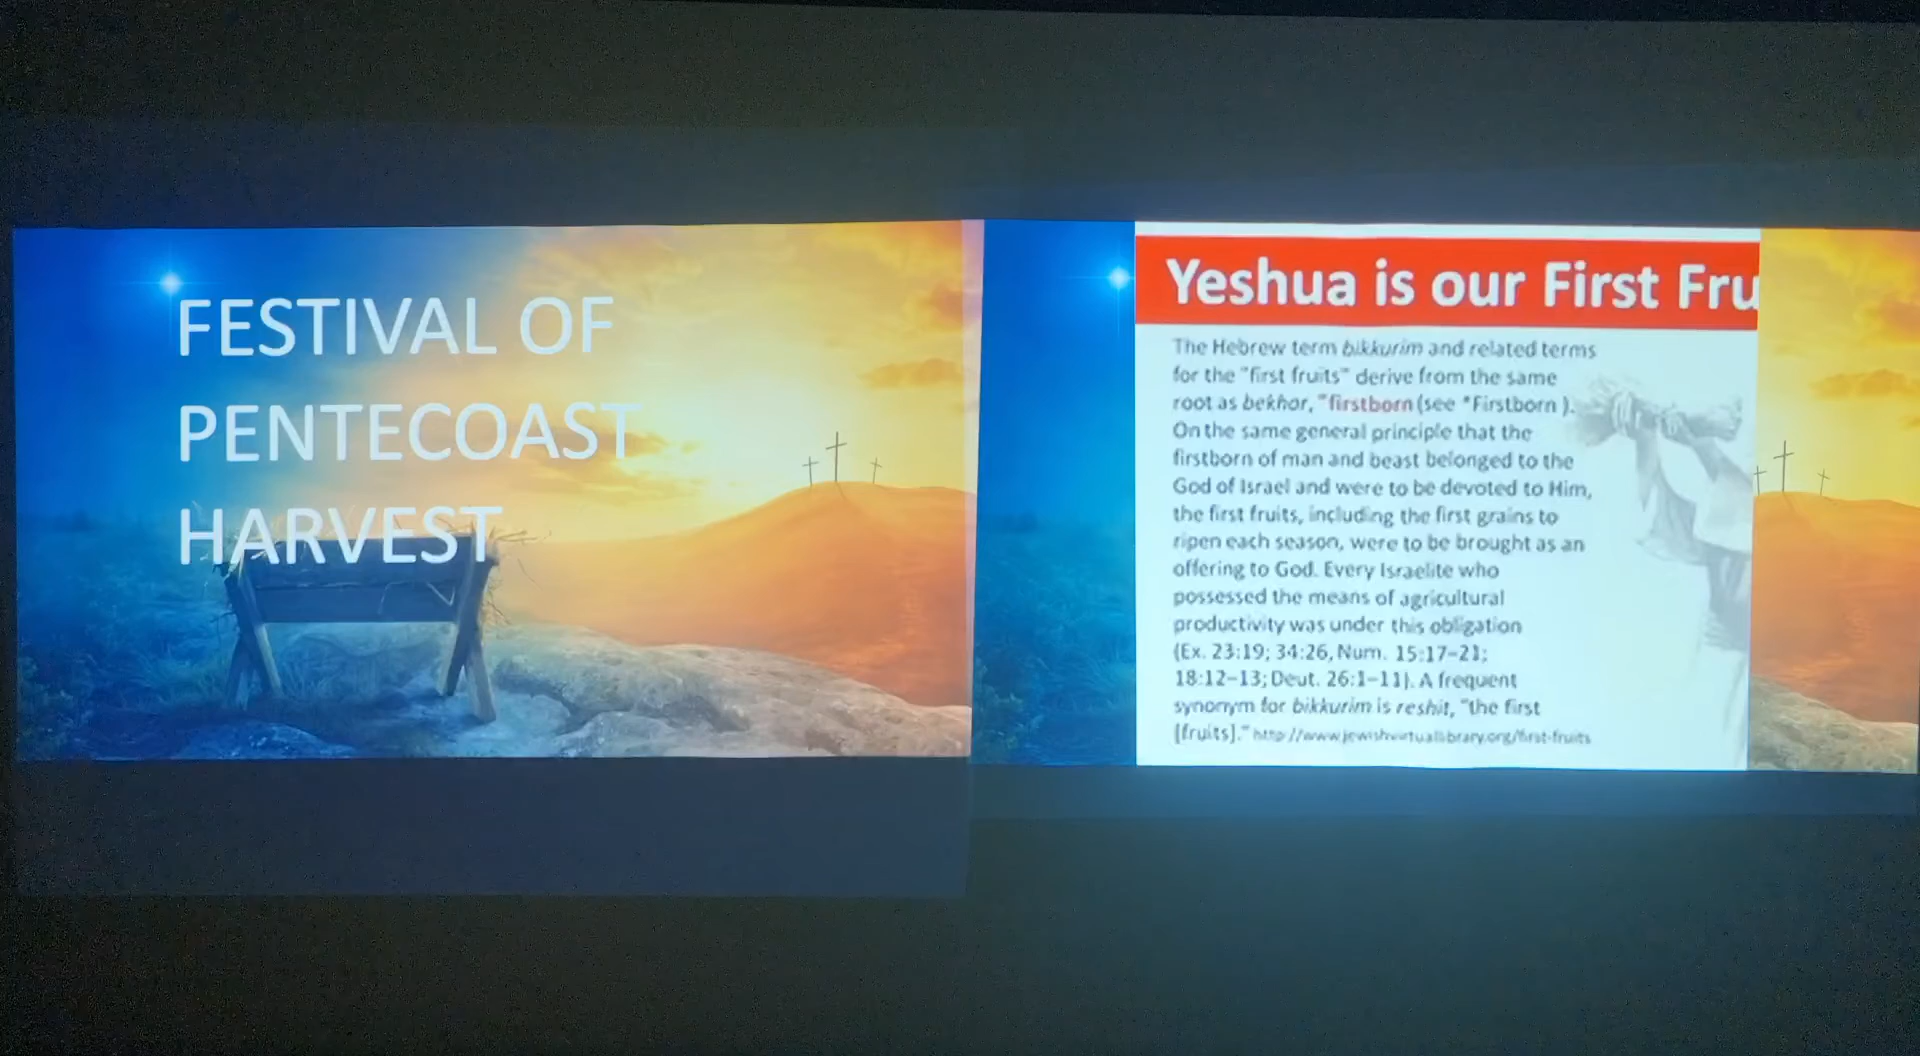 FESTIVAL OF
PENTECOAST
HARVEST
Yeshua is our First Fru
The Hebrew term bikkurim and related terms
for the "first fruits" derive from the same
root as bekhor, "firstborn (see *Firstborn ).
On the same general principle that the
firstborn of man and beast belonged to the
God of Israel and were to be devoted to Him,
the first fruits, including the first grains to
ripen each season, were to be brought as an
offering to God. Every Israelite who
possessed the means of agricultural
productivity was under this obligation
(Ex. 23:19; 34:26, Num. 15:17–21;
18:12–13; Deut. 26:1–11). A frequent
synonym for bikkurim is reshit, "the first
[fruits]." http://www.jewishvirtuallibrary.org/first-fruits